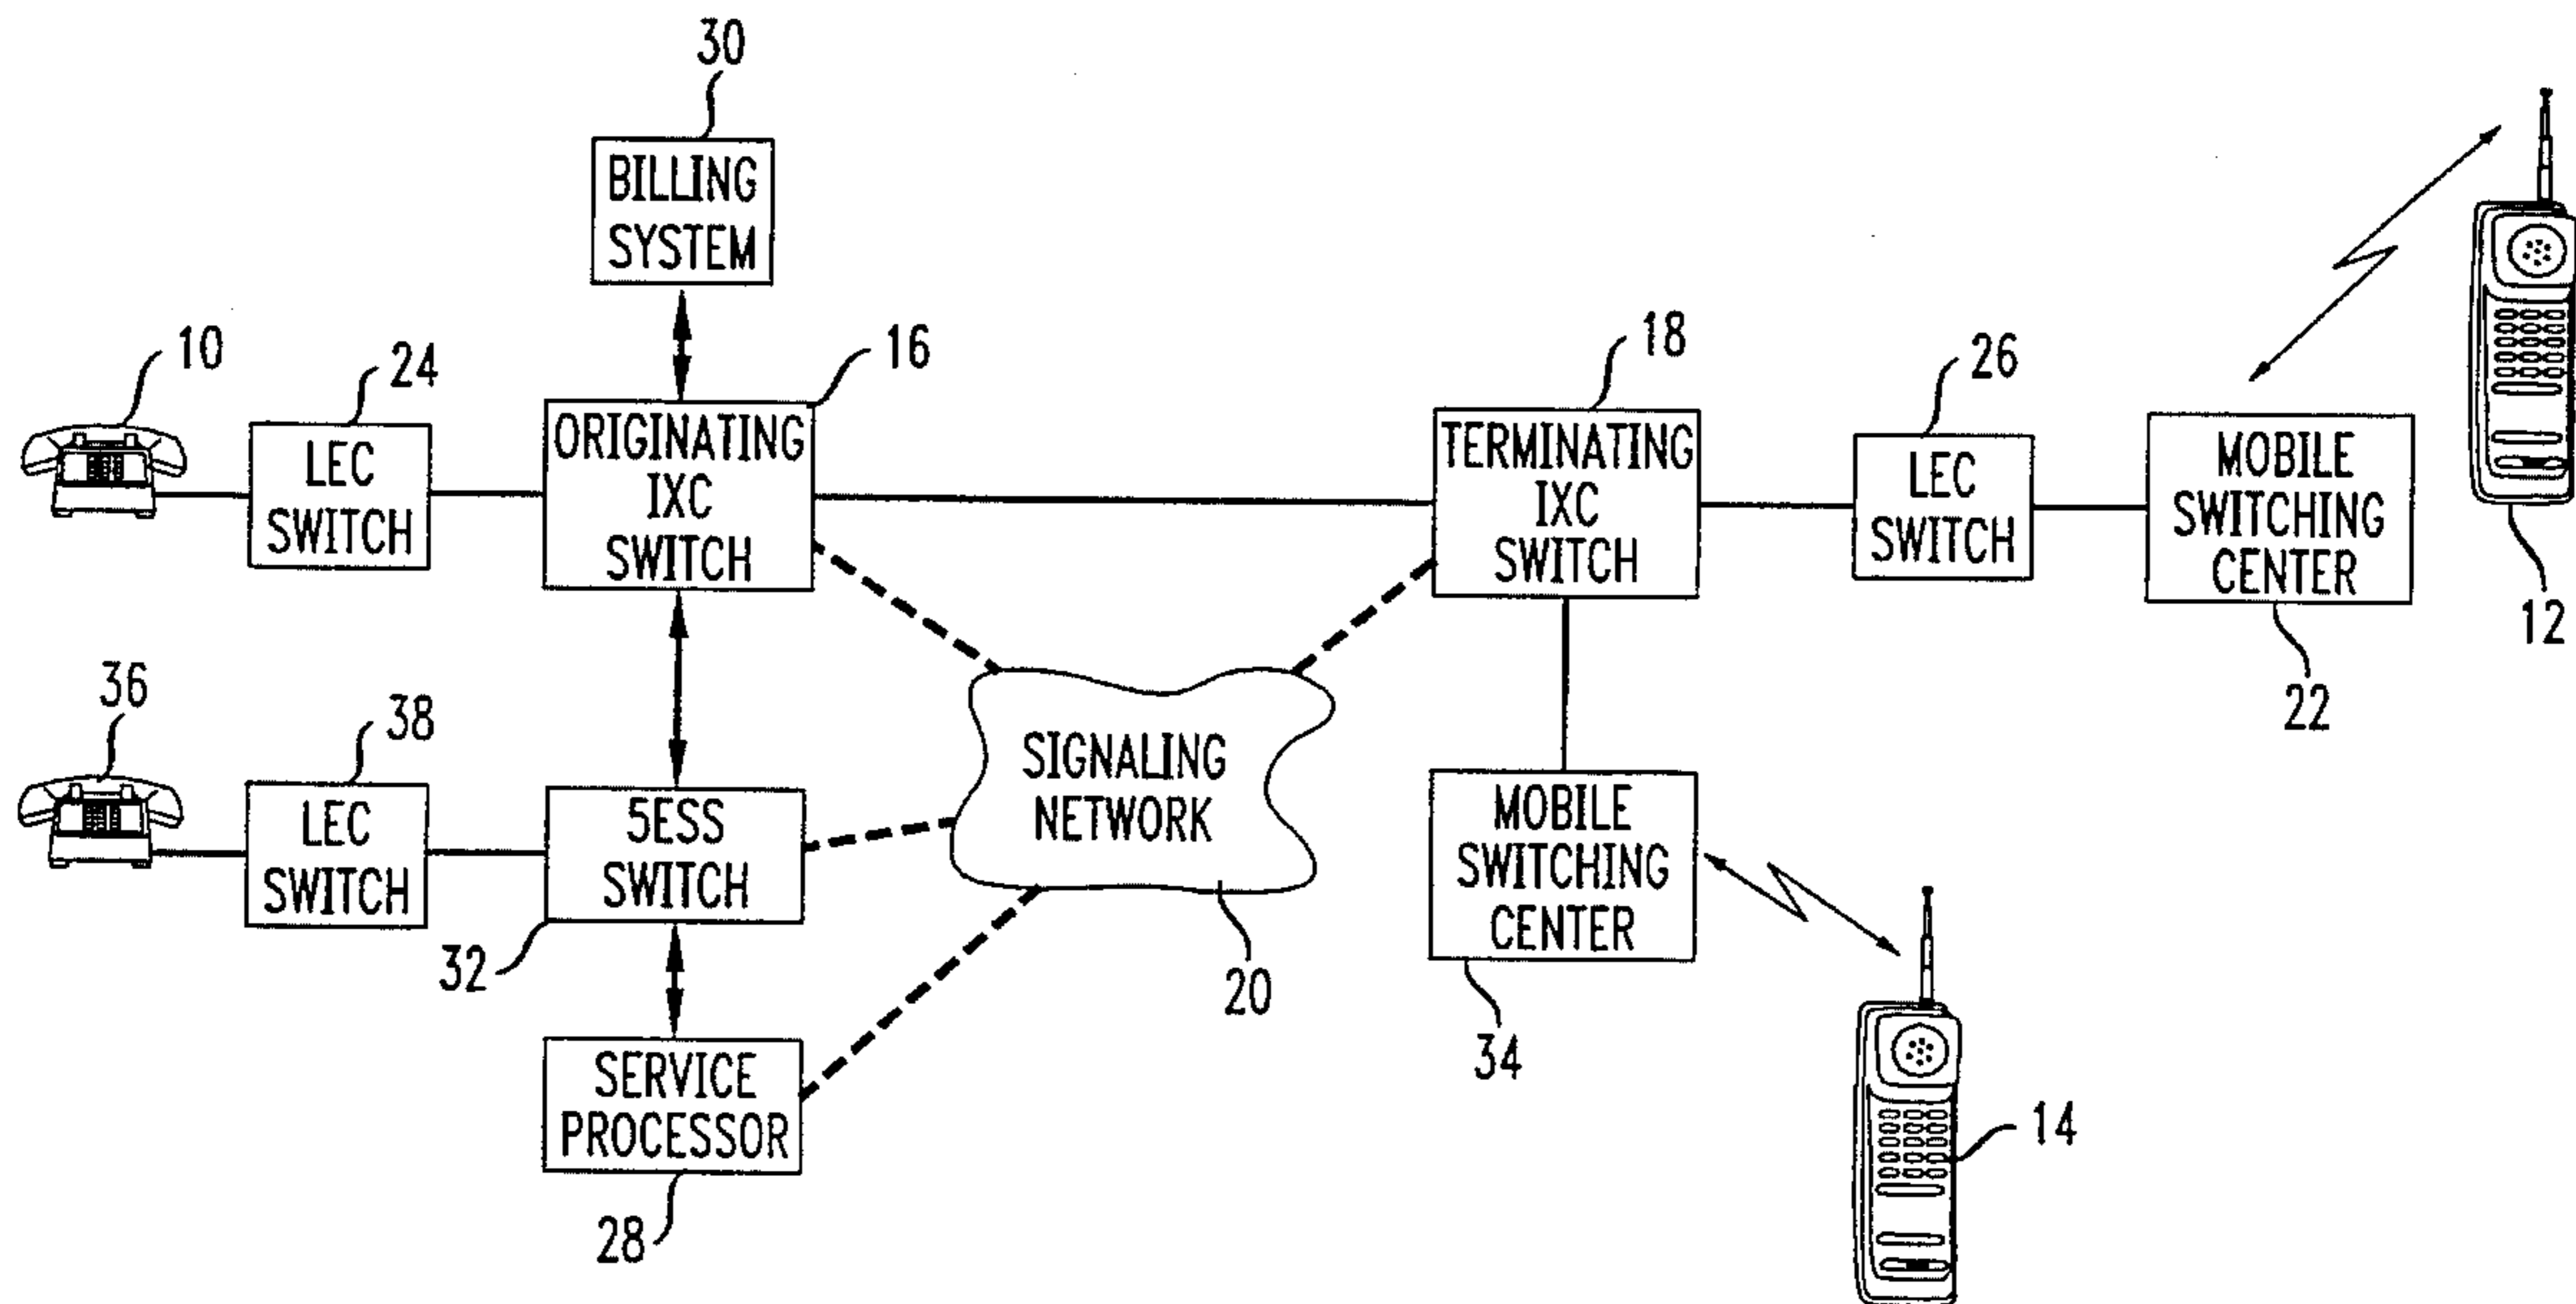 30
BILLING
SYSTEM
10
24
16
18
26
LEC
SWITCH
ORIGINATING
IXC
SWITCH
TERMINATING
IXC
SWITCH
LEC
SWITCH
MOBILE
SWITCHING
CENTER
12
22
36
38
LEC
SWITCH
5ESS
SWITCH
32
SIGNALING
NETWORK
20
MOBILE
SWITCHING
CENTER
34
14
SERVICE
PROCESSOR
28